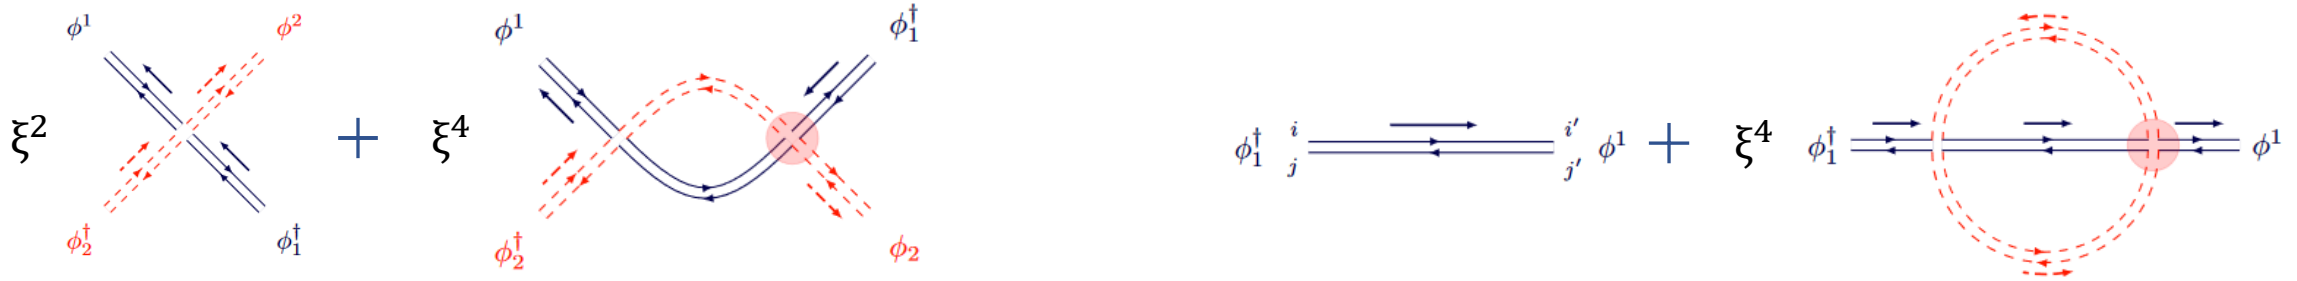 ϕ¹ ϕ² ξ² ϕ₂† ϕ₁†
+
ξ⁴ ϕ¹ ϕ₁† ϕ₂† ϕ₂
ϕ₁† i j i′ j′ ϕ¹
+
ξ⁴ ϕ₁† ϕ¹